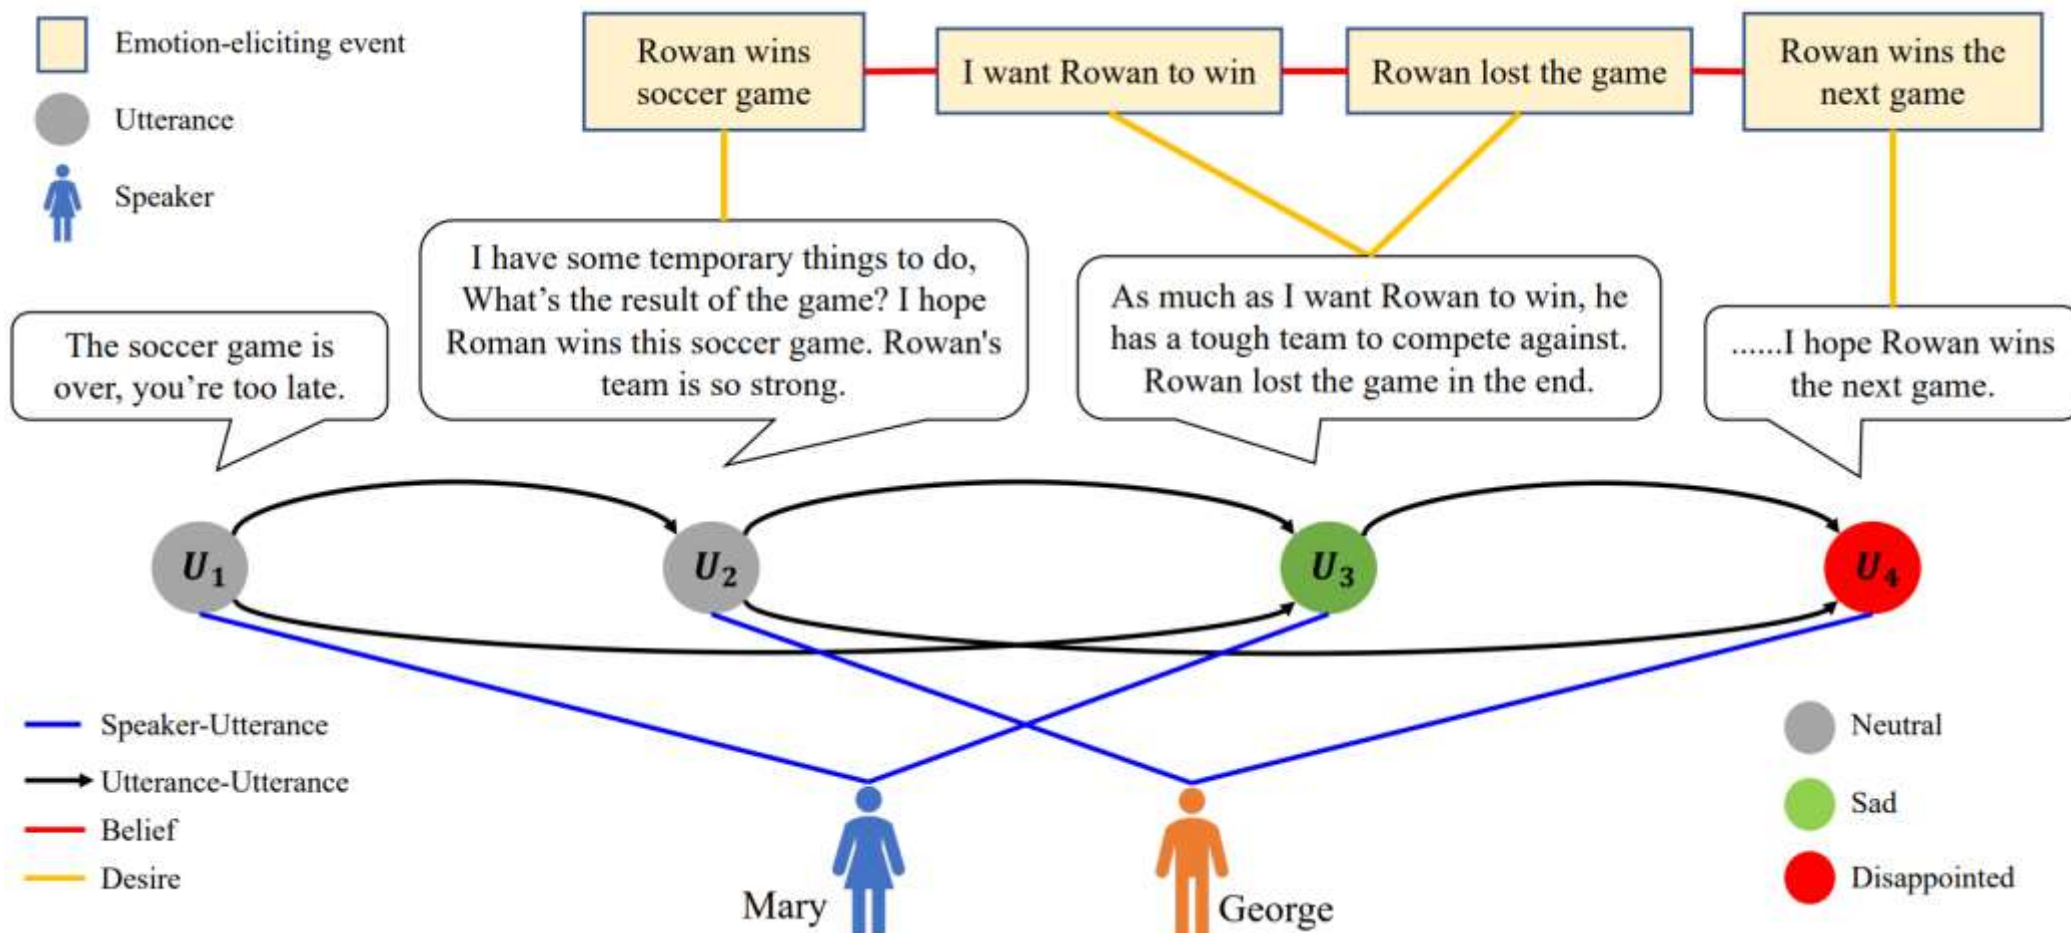 Emotion-eliciting event
Utterance
Speaker
Rowan wins
soccer game
I want Rowan to win
Rowan lost the game
Rowan wins the
next game
The soccer game is
over, you're too late.
I have some temporary things to do,
What's the result of the game? I hope
Roman wins this soccer game. Rowan's
team is so strong.
As much as I want Rowan to win, he
has a tough team to compete against.
Rowan lost the game in the end.
......I hope Rowan wins
the next game.
U₁
U₂
U₃
U₄
Speaker-Utterance
Utterance-Utterance
Belief
Desire
Mary
George
Neutral
Sad
Disappointed